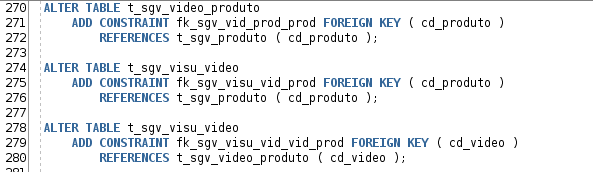 270 ALTER TABLE t_sgv_video_produto
271 ADD CONSTRAINT fk_sgv_vid_prod_prod FOREIGN KEY ( cd_produto )
272 REFERENCES t_sgv_produto ( cd_produto );
273
274 ALTER TABLE t_sgv_visu_video
275 ADD CONSTRAINT fk_sgv_visu_vid_prod FOREIGN KEY ( cd_produto )
276 REFERENCES t_sgv_produto ( cd_produto );
277
278 ALTER TABLE t_sgv_visu_video
279 ADD CONSTRAINT fk_sgv_visu_vid_vid_prod FOREIGN KEY ( cd_video )
280 REFERENCES t_sgv_video_produto ( cd_video );
281